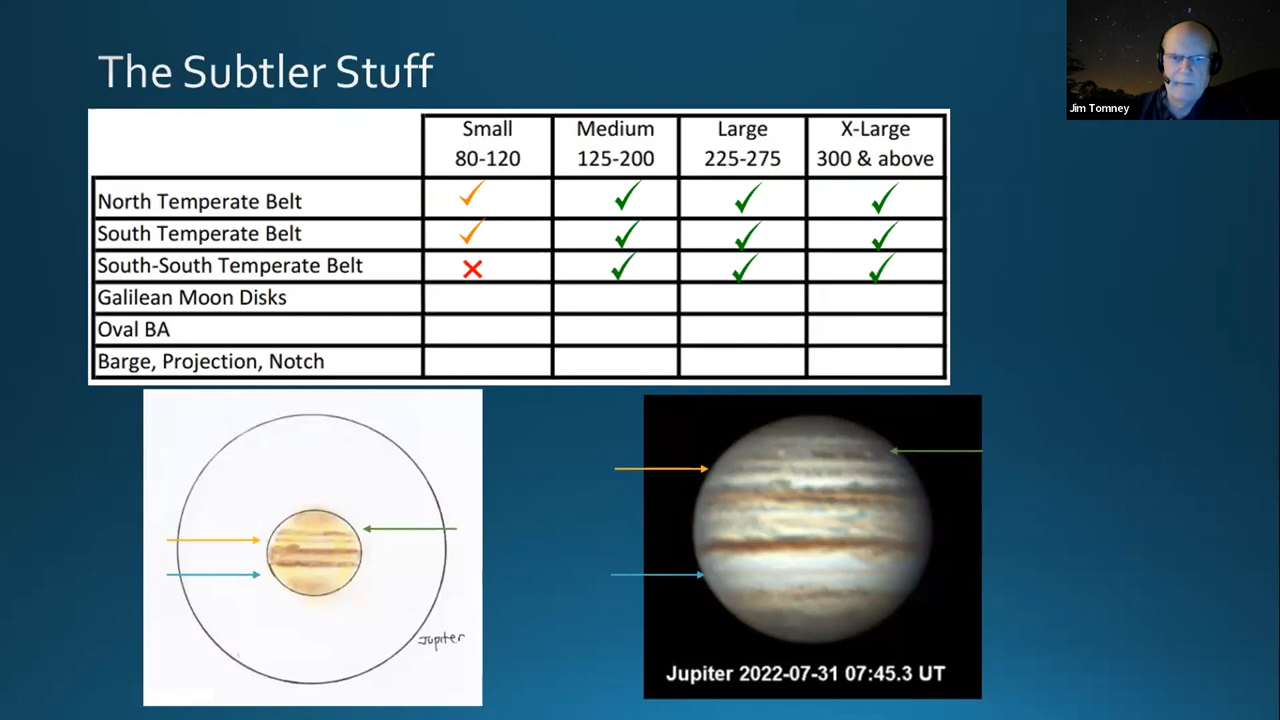 The Subtler Stuff
Jim Tomney
Small Medium Large X-Large
80-120 125-200 225-275 300 & above
North Temperate Belt
South Temperate Belt
South-South Temperate Belt
Galilean Moon Disks
Oval BA
Barge, Projection, Notch
Jupiter
Jupiter 2022-07-31 07:45.3 UT